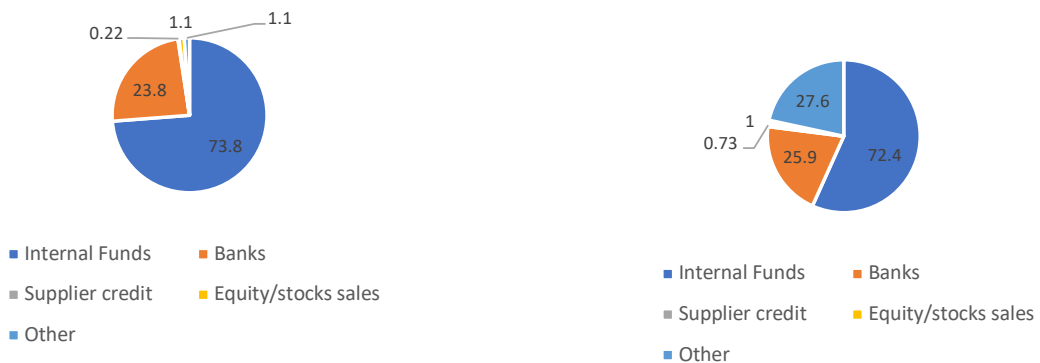 1.1 1.1
0.22
23.8
73.8
Internal Funds Banks
Supplier credit Equity/stocks sales
Other
27.6
1
0.73
25.9 72.4
Internal Funds Banks
Supplier credit Equity/stocks sales
Other